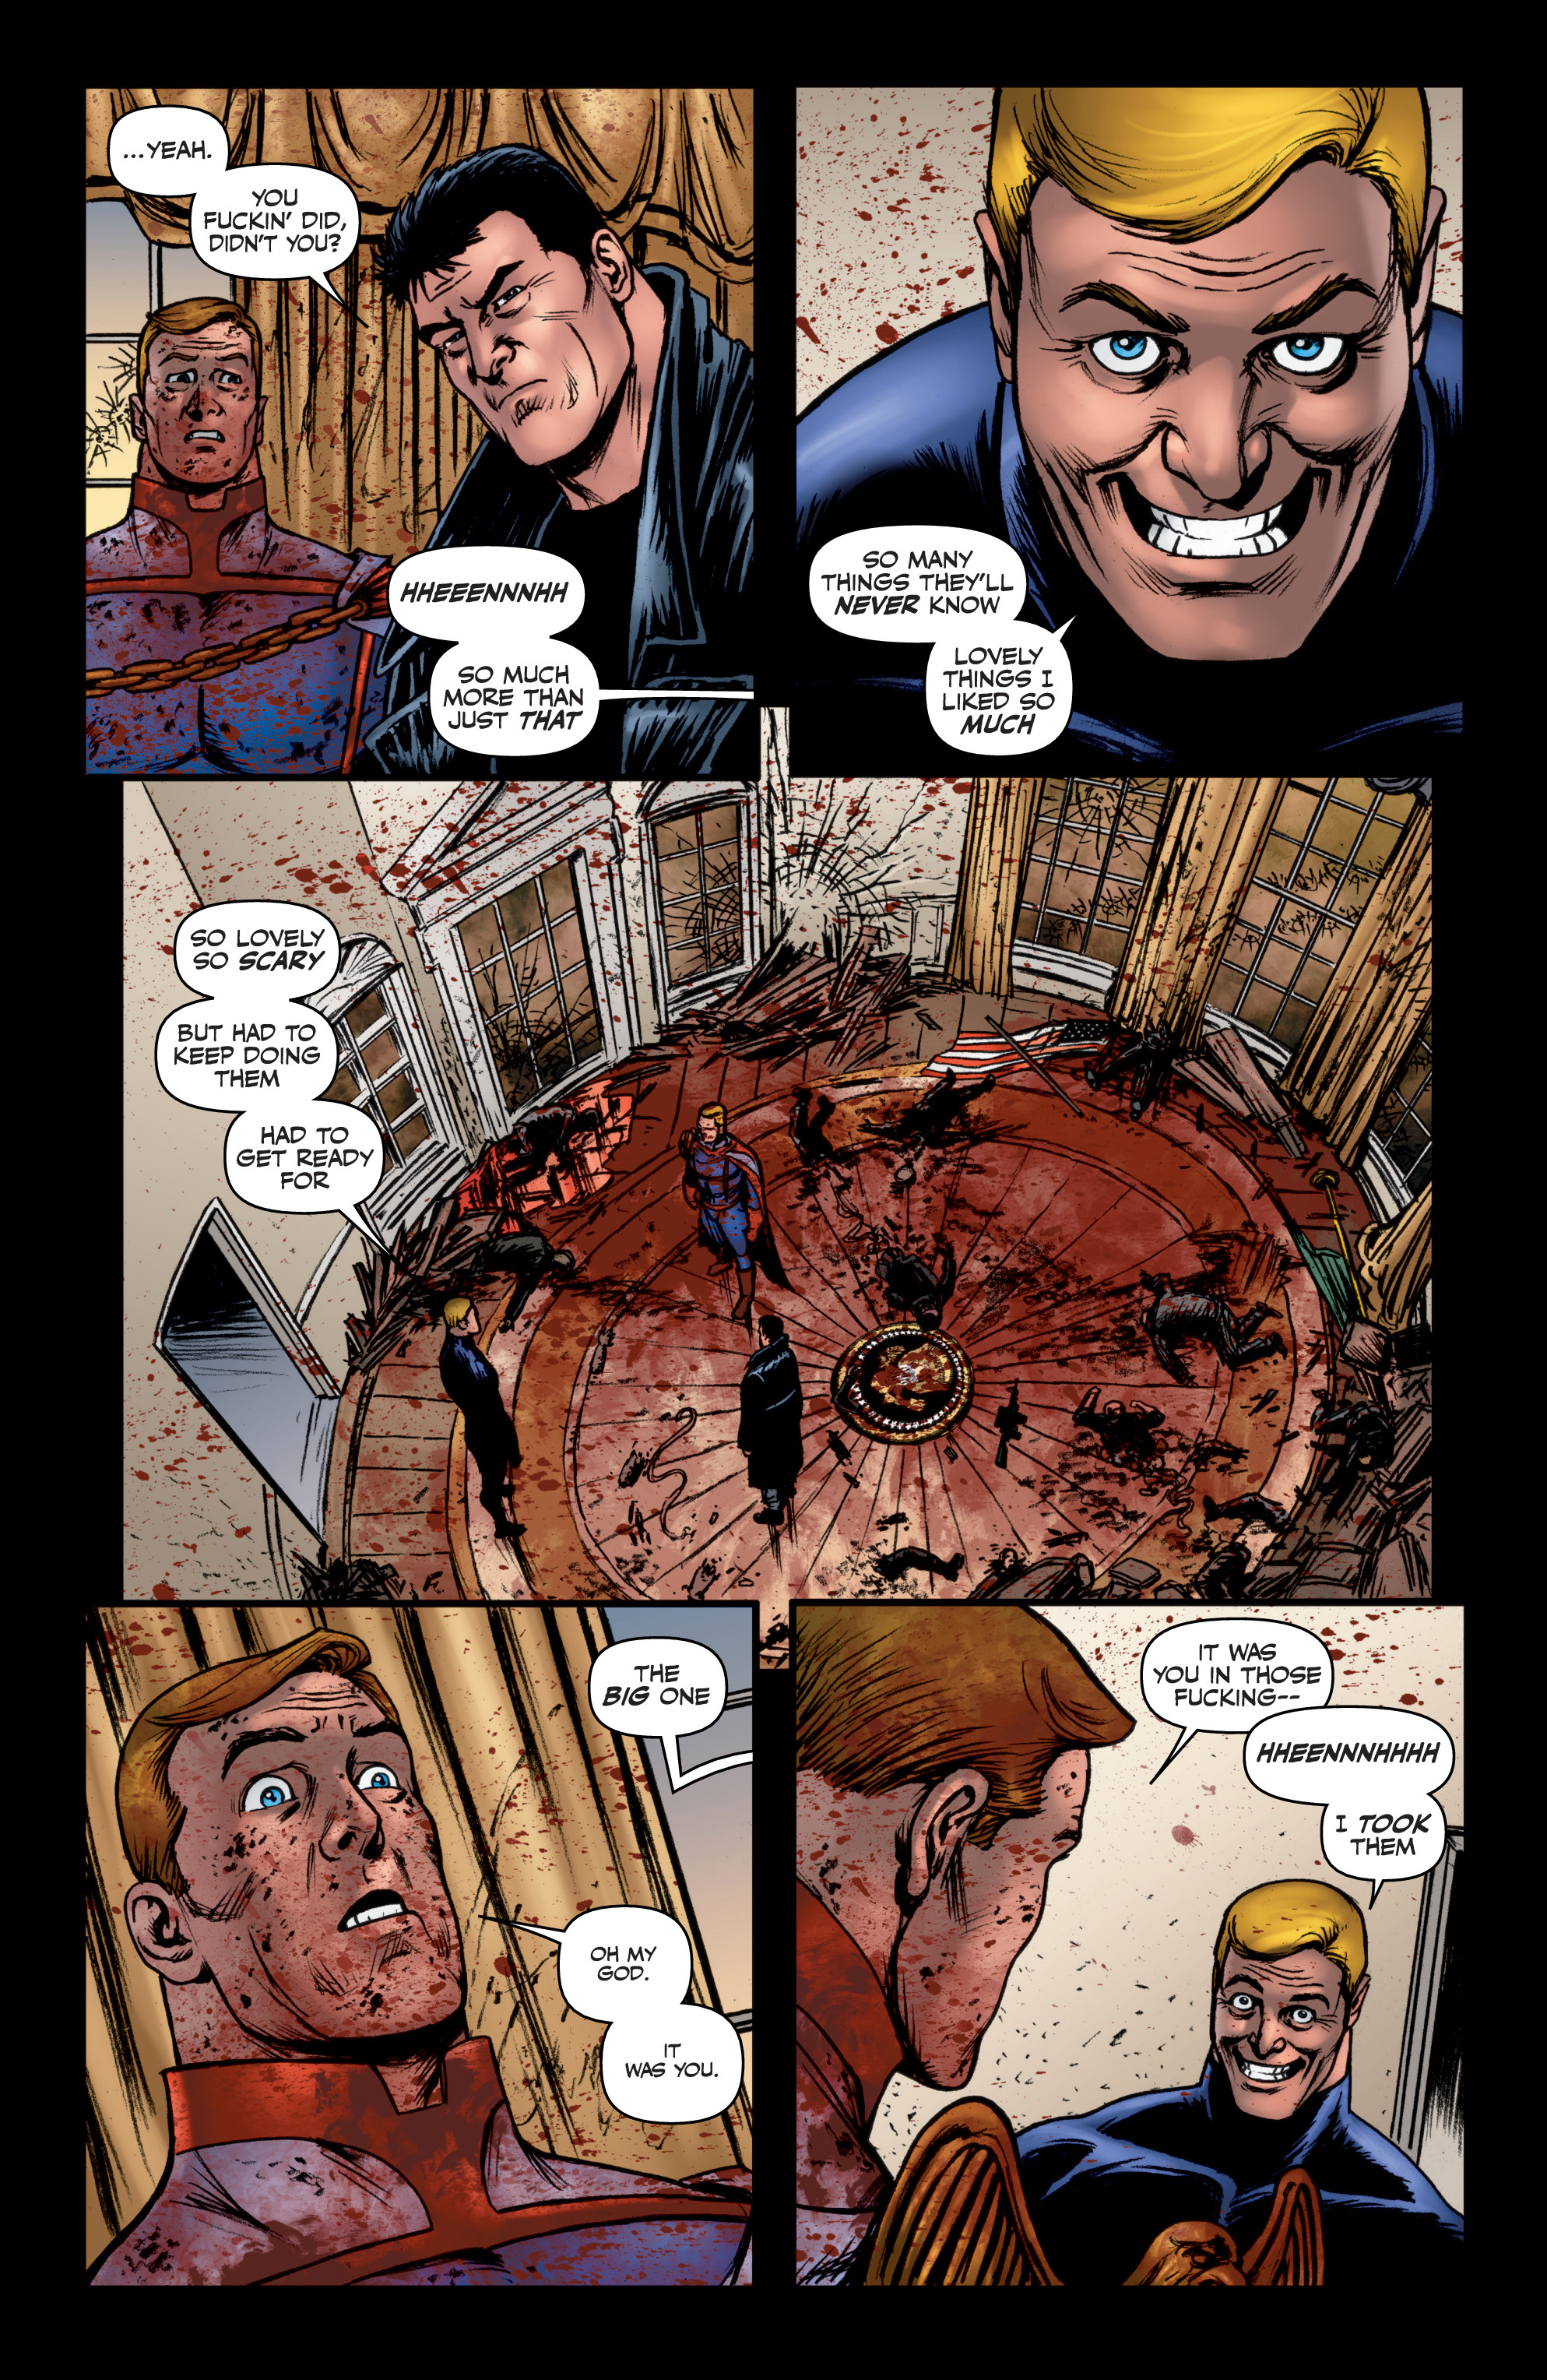 ...YEAH.
YOU
FUCKIN' DID,
DIDN'T YOU?
HHEEENNNHH
SO MUCH
MORE THAN
JUST THAT
SO MANY
THINGS THEY'LL
NEVER KNOW
LOVELY
THINGS I
LIKED SO
MUCH
SO LOVELY
SO SCARY
BUT HAD TO
KEEP DOING
THEM
HAD TO
GET READY
FOR
THE
BIG ONE
OH MY
GOD.
IT
WAS YOU.
IT WAS
YOU IN THOSE
FUCKING--
HHEENNNHHHH
I TOOK
THEM